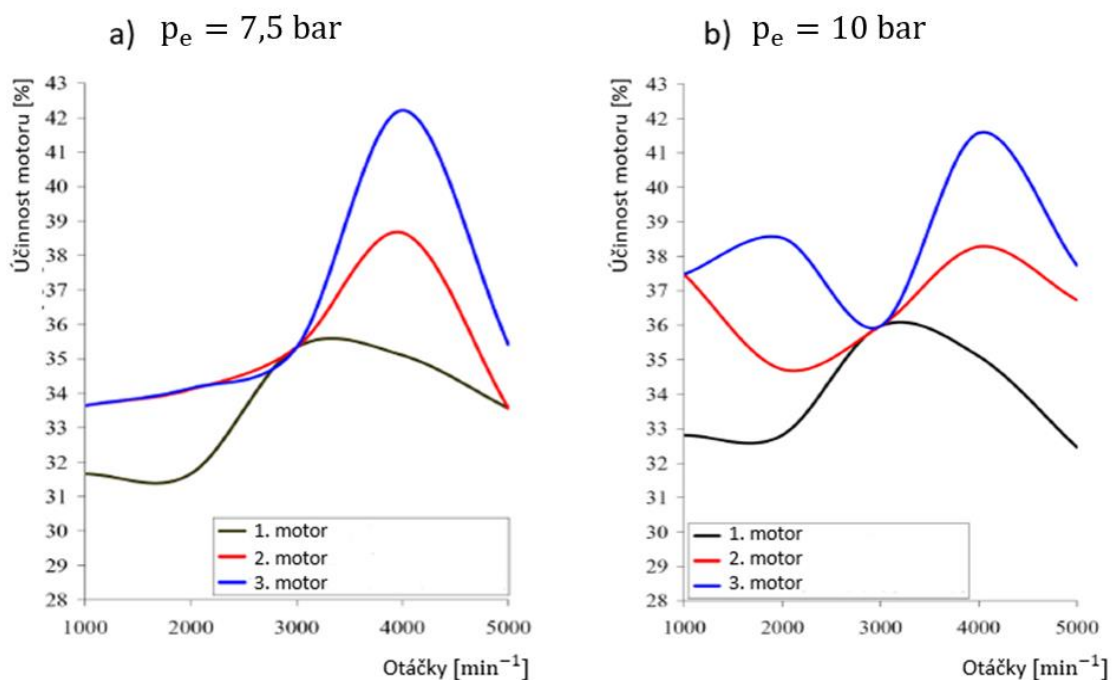 a) pₑ = 7,5 bar
Účinnost motoru [%]
43
42
41
40
39
38
37
36
35
34
33
32
31
30
29
28
1. motor
2. motor
3. motor
1000 2000 3000 4000 5000
Otáčky [min⁻¹]
b) pₑ = 10 bar
Účinnost motoru [%]
43
42
41
40
39
38
37
36
35
34
33
32
31
30
29
28
1. motor
2. motor
3. motor
1000 2000 3000 4000 5000
Otáčky [min⁻¹]